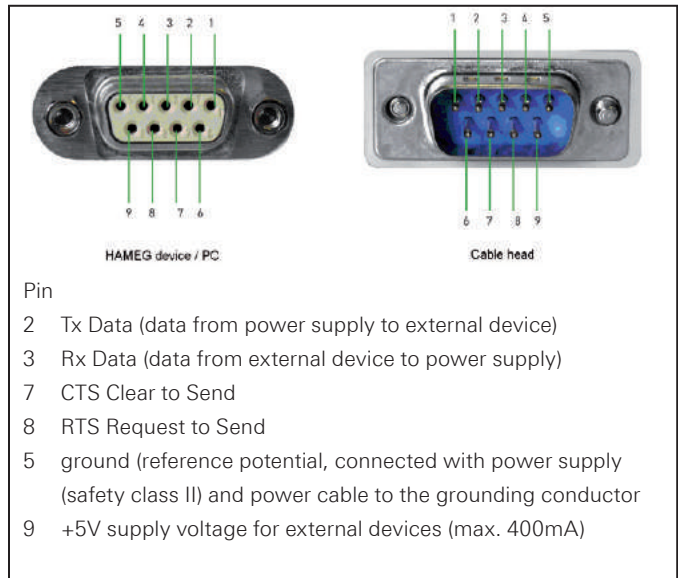 5 4 3 2 1
1 2 3 4 5
9 8 7 6
6 7 8 9
HAMEG device / PC
Cable head
Pin
2 Tx Data (data from power supply to external device)
3 Rx Data (data from external device to power supply)
7 CTS Clear to Send
8 RTS Request to Send
5 ground (reference potential, connected with power supply
(safety class II) and power cable to the grounding conductor
9 +5V supply voltage for external devices (max. 400mA)